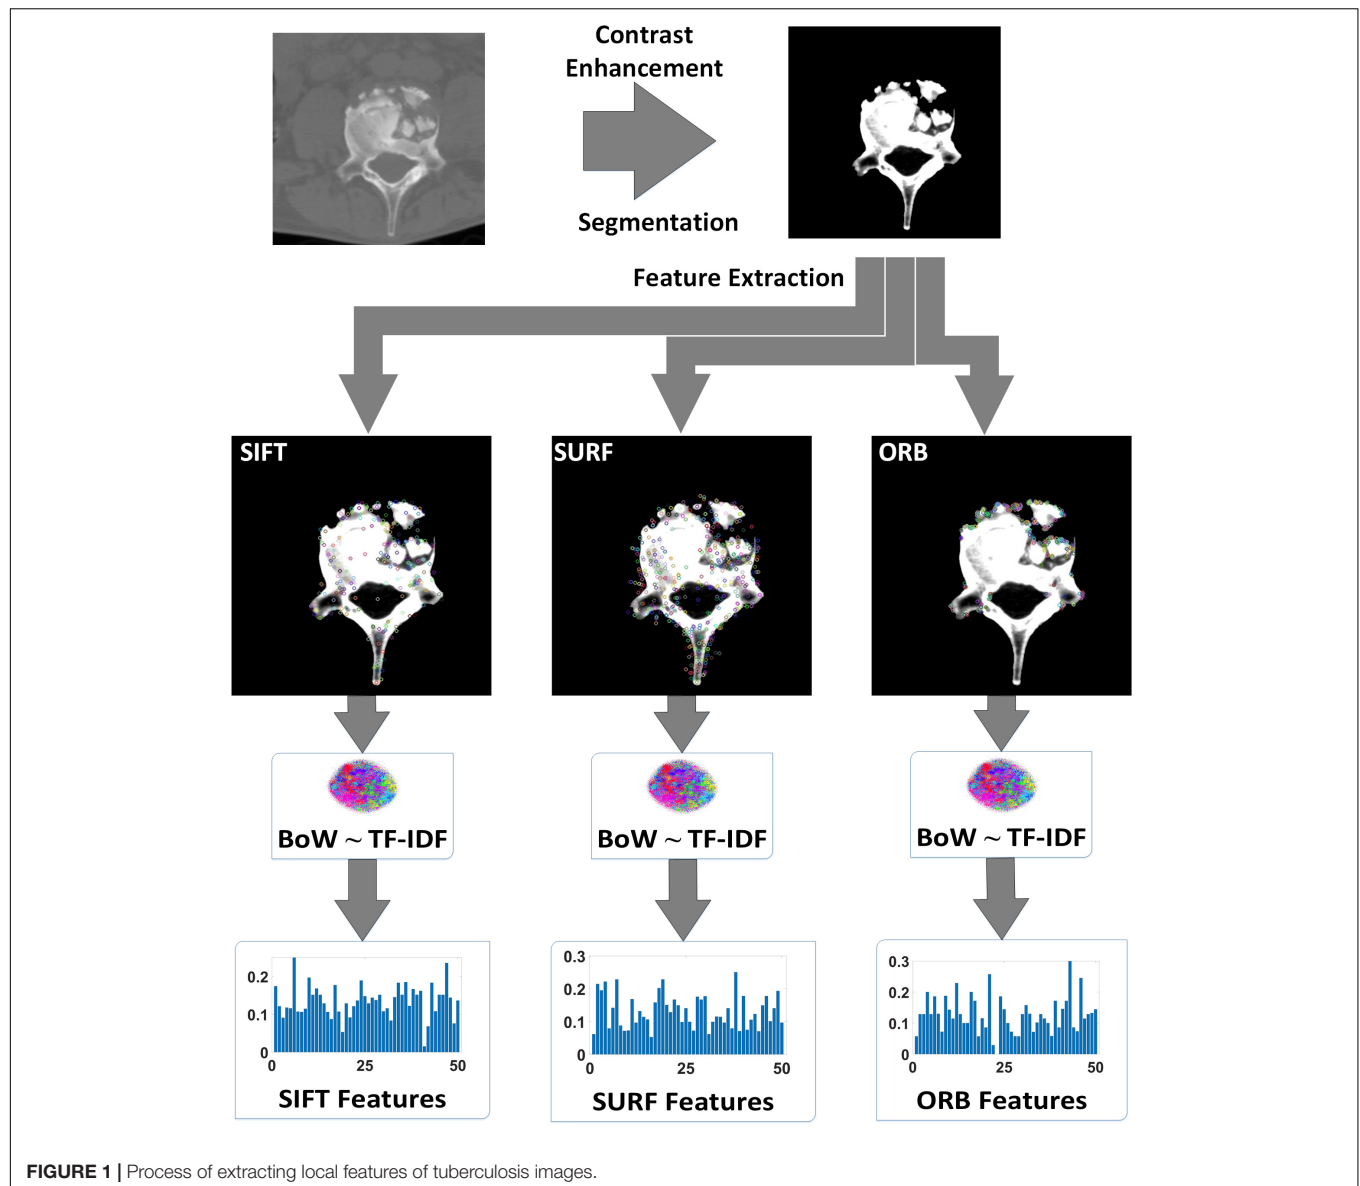 Contrast
Enhancement
Segmentation
Feature Extraction
SIFT
SURF
ORB
BoW ~ TF-IDF
BoW ~ TF-IDF
BoW ~ TF-IDF
0.2
0.1
0
0
25
50
SIFT Features
0.3
0.2
0.1
0
0
25
50
SURF Features
0.3
0.2
0.1
0
0
25
50
ORB Features
FIGURE 1 | Process of extracting local features of tuberculosis images.